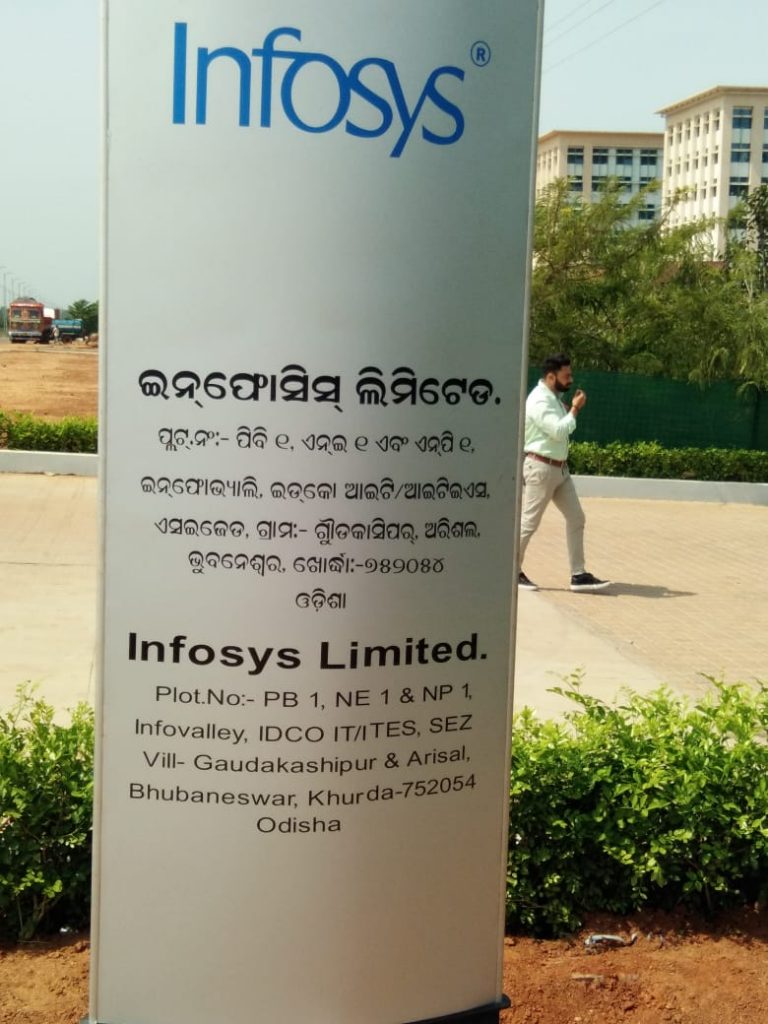 Infosys®
ଇନ୍‌ଫୋସିସ୍ ଲିମିଟେଡ.
ପ୍ଲଟ୍.ନଂ:- ପିବି ୧, ଏନ୍‌ଇ ୧ ଏବଂ ଏନ୍‌ପି ୧,
ଇନ୍‌ଫୋଭ୍ୟାଲି, ଇଡ୍‌କୋ ଆଇଟି/ଆଇଟିଇଏସ,
ଏସଇଜେଡ, ଗ୍ରାମ:- ଗୌଡକାସିପର୍, ଅରିଶଲ,
ଭୁବନେଶ୍ୱର, ଖୋର୍ଦ୍ଧା:-୭୫୨୦୫୪
ଓଡ଼ିଶା
Infosys Limited.
Plot.No:- PB 1, NE 1 & NP 1,
Infovalley, IDCO IT/ITES, SEZ
Vill- Gaudakashipur & Arisal,
Bhubaneswar, Khurda-752054
Odisha